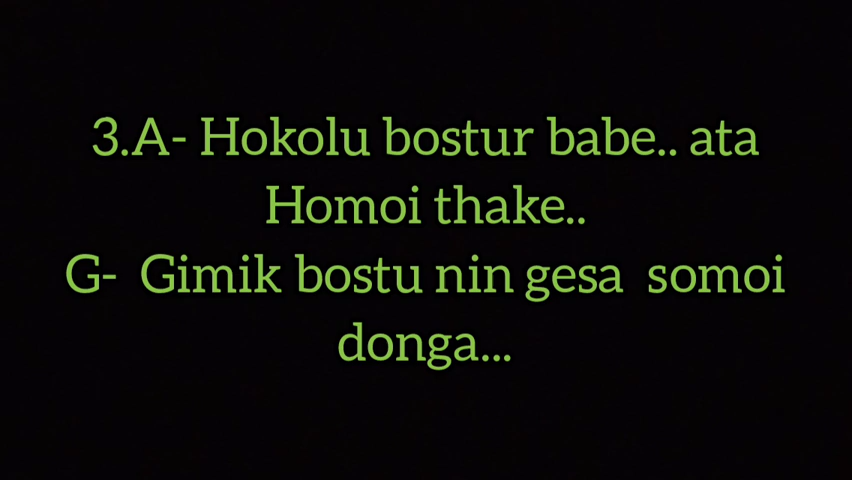 3.A- Hokolu bostur babe.. ata
Homoi thake..
G- Gimik bostu nin gesa somoi
donga...